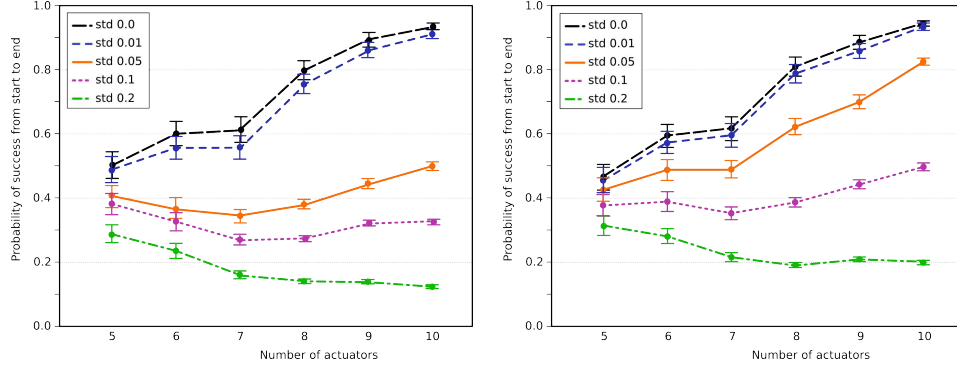 1.0
0.8
0.6
0.4
0.2
0.0
Probability of success from start to end
std 0.0
std 0.01
std 0.05
std 0.1
std 0.2
5 6 7 8 9 10
Number of actuators
1.0
0.8
0.6
0.4
0.2
0.0
Probability of success from start to end
std 0.0
std 0.01
std 0.05
std 0.1
std 0.2
5 6 7 8 9 10
Number of actuators